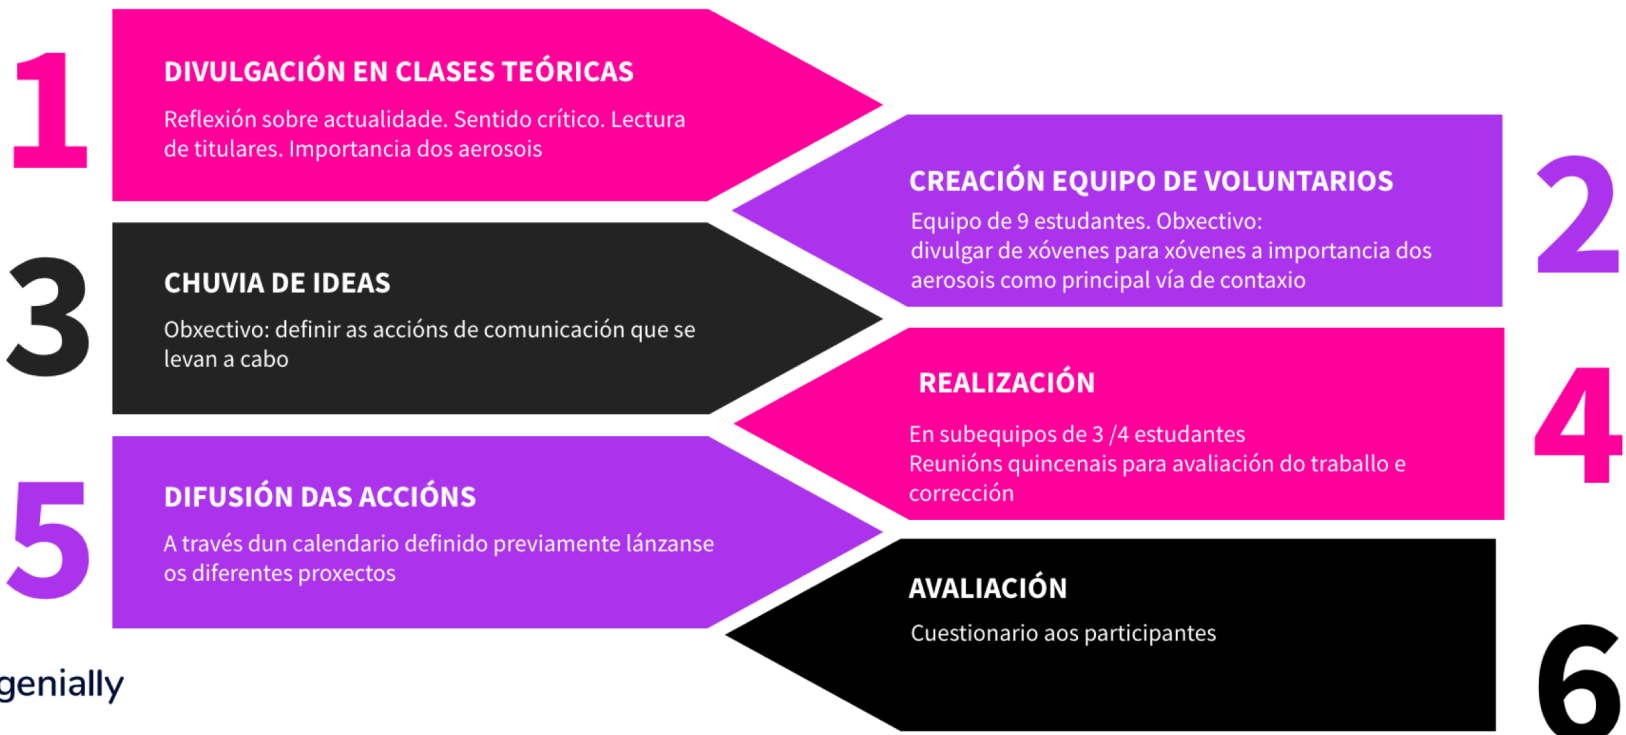 1
DIVULGACIÓN EN CLASES TEÓRICAS
Reflexión sobre actualidade. Sentido crítico. Lectura
de titulares. Importancia dos aerosois
2
CREACIÓN EQUIPO DE VOLUNTARIOS
Equipo de 9 estudantes. Obxectivo:
divulgar de xóvenes para xóvenes a importancia dos
aerosois como principal vía de contaxio
3
CHUVIA DE IDEAS
Obxectivo: definir as accións de comunicación que se
levan a cabo
4
REALIZACIÓN
En subequipos de 3 /4 estudantes
Reunións quincenais para avaliación do traballo e
corrección
5
DIFUSIÓN DAS ACCIÓNS
A través dun calendario definido previamente lánzanse
os diferentes proxectos
6
AVALIACIÓN
Cuestionario aos participantes
genially